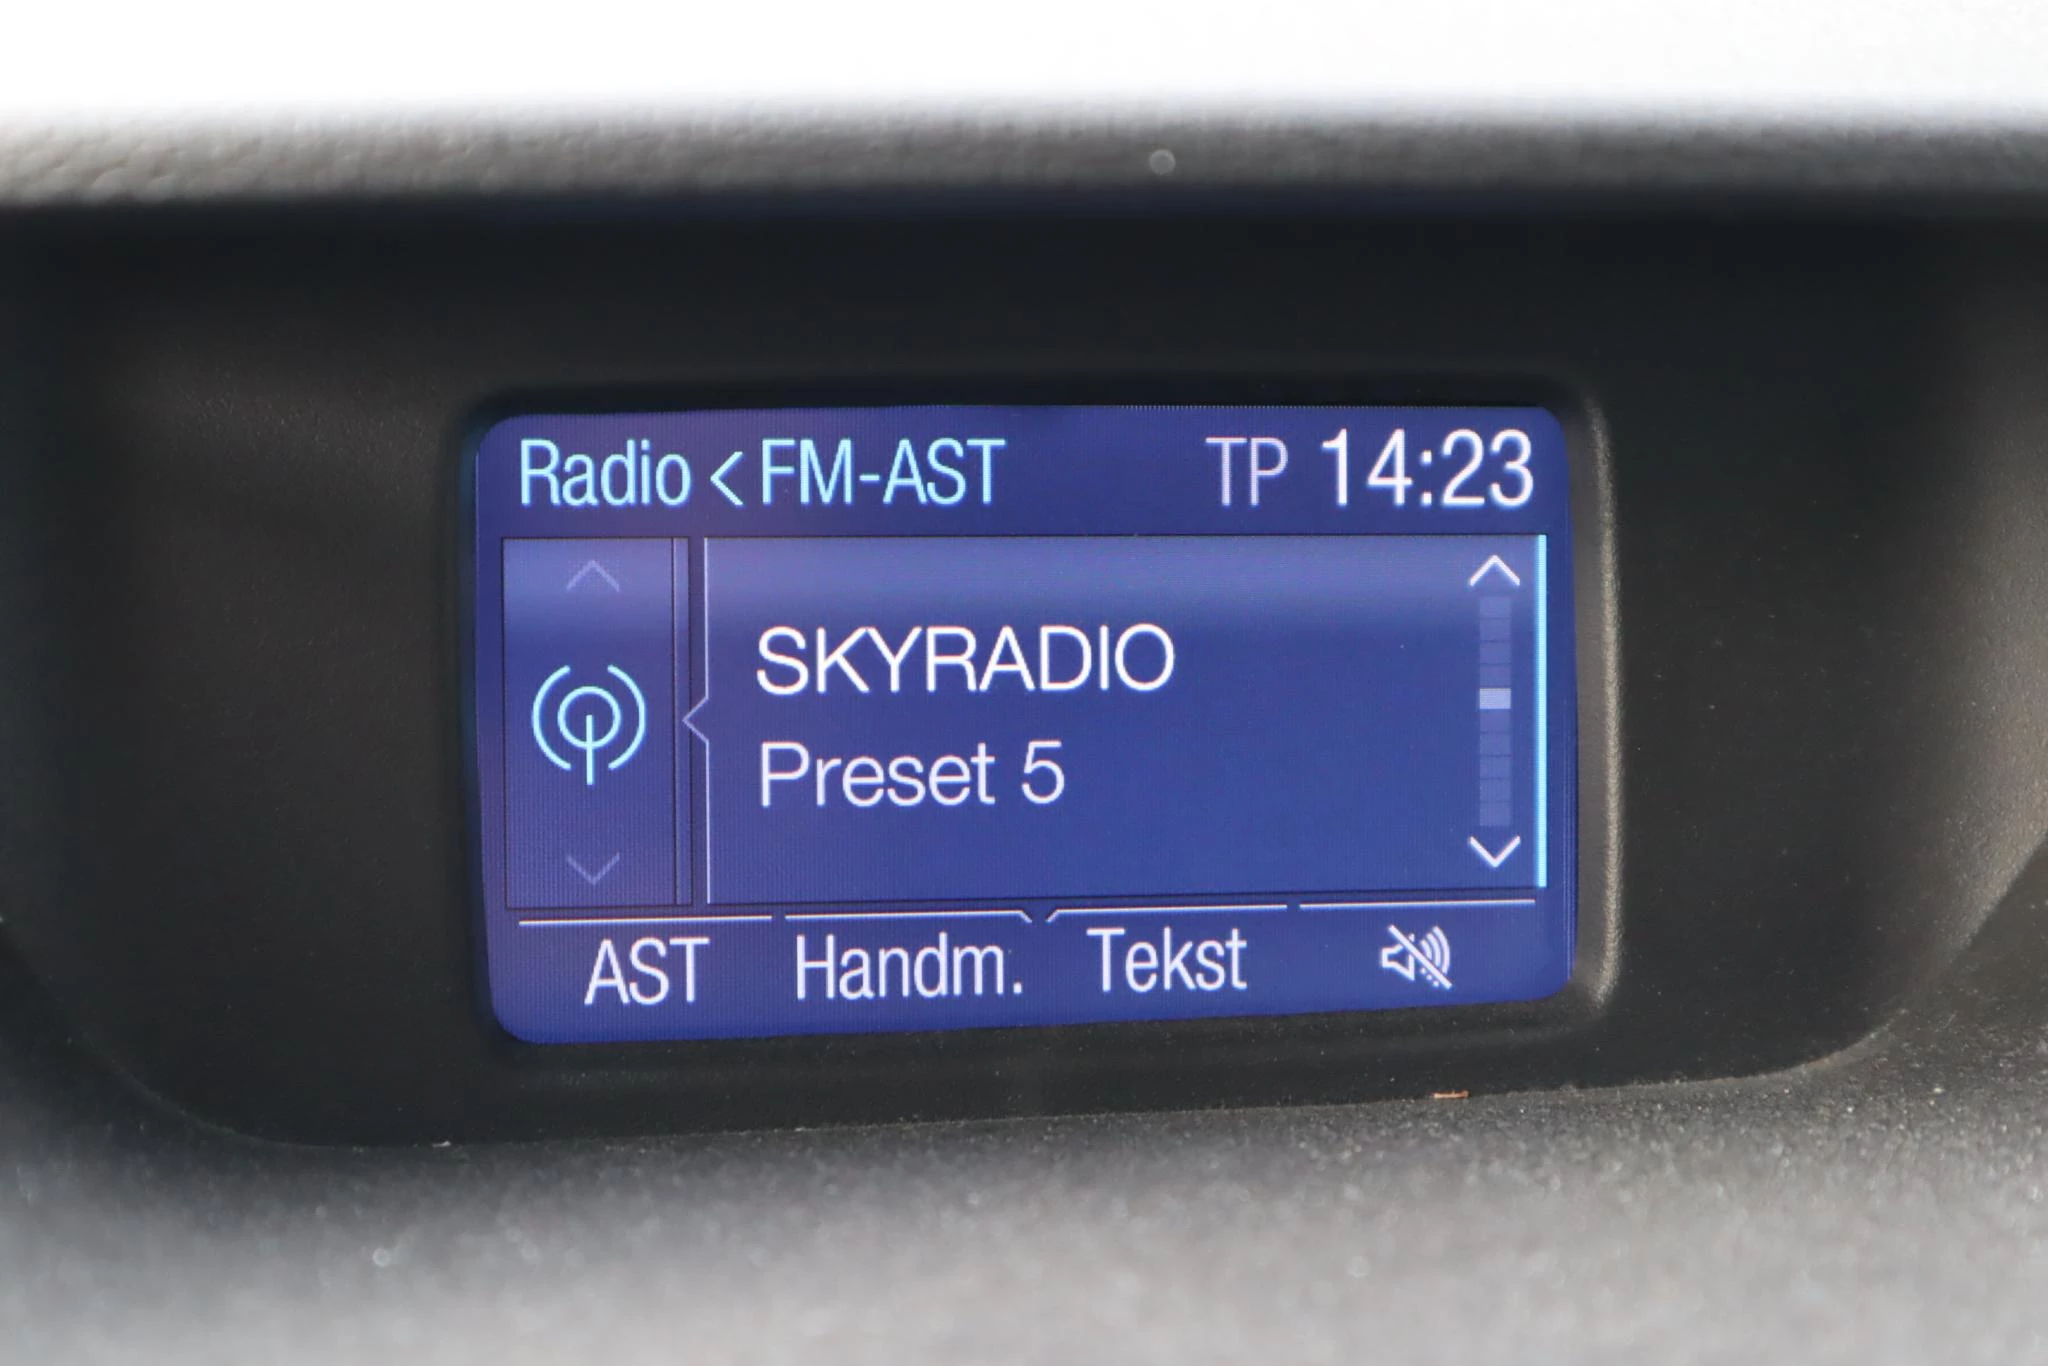 Radio < FM-AST TP 14:23
SKYRADIO
Preset 5
AST Handm. Tekst